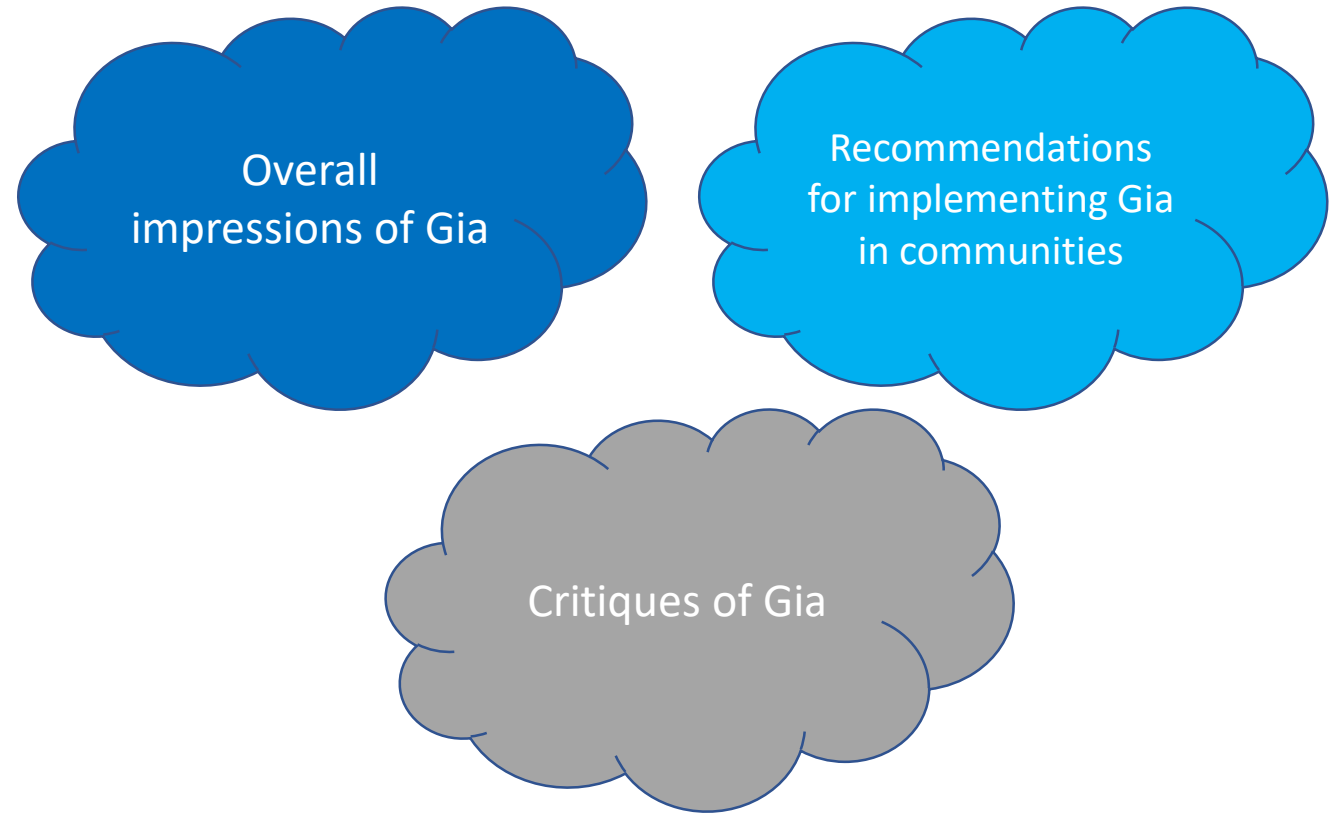 Overall
impressions of Gia
Recommendations
for implementing Gia
in communities
Critiques of Gia